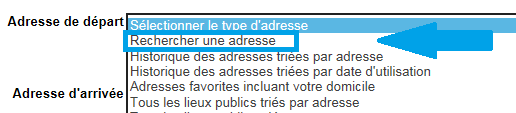 Adresse de départ
Sélectionner le type d'adresse
Rechercher une adresse
Historique des adresses triées par adresse
Historique des adresses triées par date d'utilisation
Adresses favorites incluant votre domicile
Adresse d'arrivée
Tous les lieux publics triés par adresse